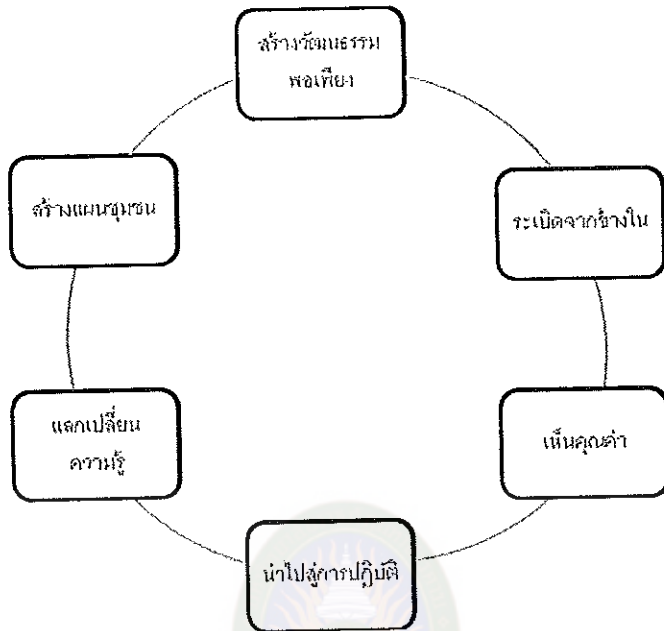 สร้างวัฒนธรรม
พอเพียง
ระเบิดจากข้างใน
เห็นคุณค่า
นำไปสู่การปฏิบัติ
แลกเปลี่ยน
ความรู้
สร้างแผนชุมชน